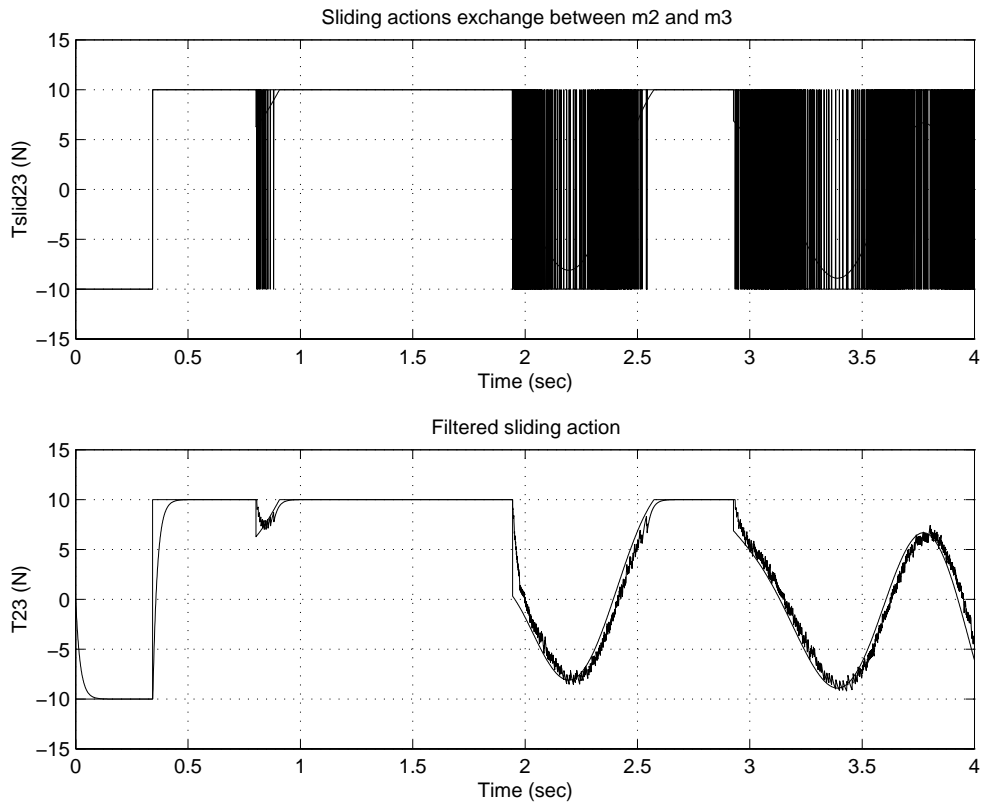 Sliding actions exchange between m2 and m3
15
10
5
0
−5
−10
−15
Tslid23 (N)
0 0.5 1 1.5 2 2.5 3 3.5 4
Time (sec)
Filtered sliding action
15
10
5
0
−5
−10
−15
T23 (N)
0 0.5 1 1.5 2 2.5 3 3.5 4
Time (sec)